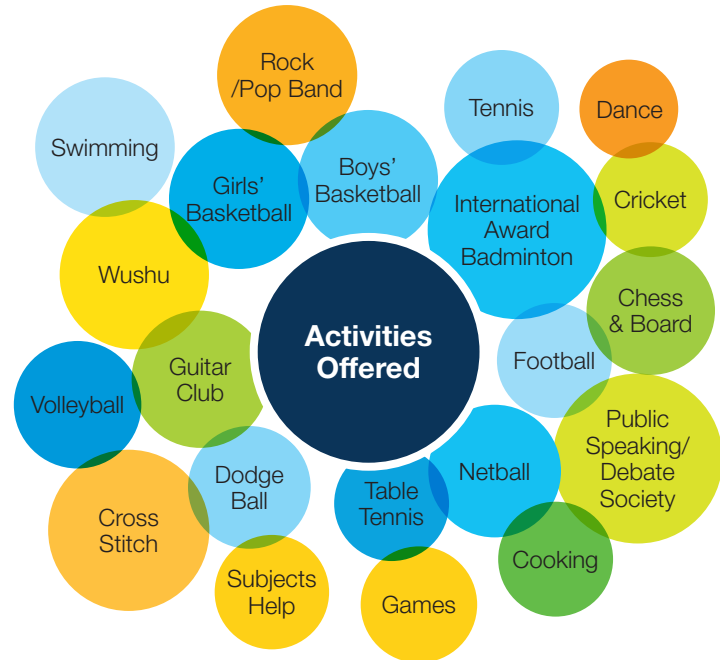 Rock
/Pop Band
Tennis
Dance
Swimming
Girls'
Basketball
Boys'
Basketball
International
Award
Badminton
Cricket
Wushu
Chess
& Board
Activities
Offered
Football
Volleyball
Guitar
Club
Public
Speaking/
Debate
Society
Dodge
Ball
Table
Tennis
Netball
Cross
Stitch
Cooking
Subjects
Help
Games